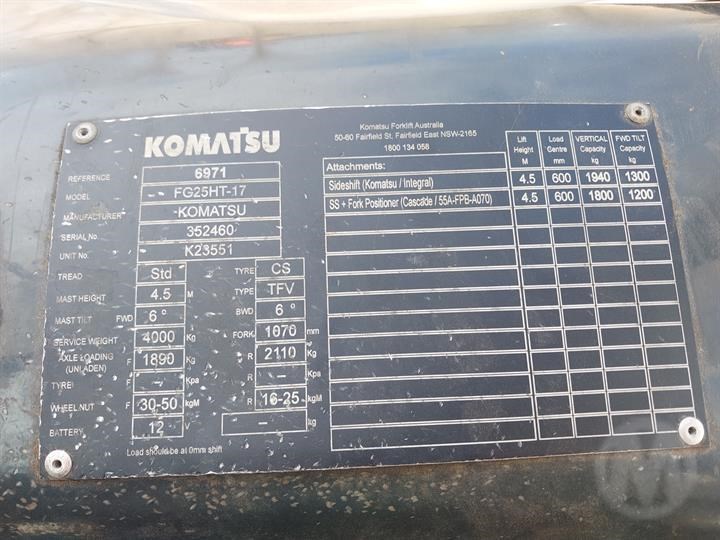 KOMATSU
Komatsu Forklift Australia
50-60 Fairfield St, Fairfield East NSW-2165
1800 134 058
REFERENCE 6971
MODEL FG25HT-17
MANUFACTURER KOMATSU
SERIAL No. 352460
UNIT No. K23551
TREAD Std TYRE CS
MAST HEIGHT 4.5 M TYPE TFV
MAST TILT FWD 6° BWD 6°
SERVICE WEIGHT 4000 Kg FORK 1070 mm
AXLE LOADING (UNLADEN) F 1890 Kg R 2110 Kg
TYRE F - Kpa R - Kpa
WHEEL NUT F 30-50 kgM R 16-25 kgM
BATTERY 12 V - kg
Load should be at 0mm shift
Attachments: Lift Height M Load Centre mm VERTICAL Capacity kg FWD TILT Capacity kg
Sideshift (Komatsu / Integral) 4.5 600 1940 1300
SS + Fork Positioner (Cascade / 55A-FPB-A070) 4.5 600 1800 1200
M